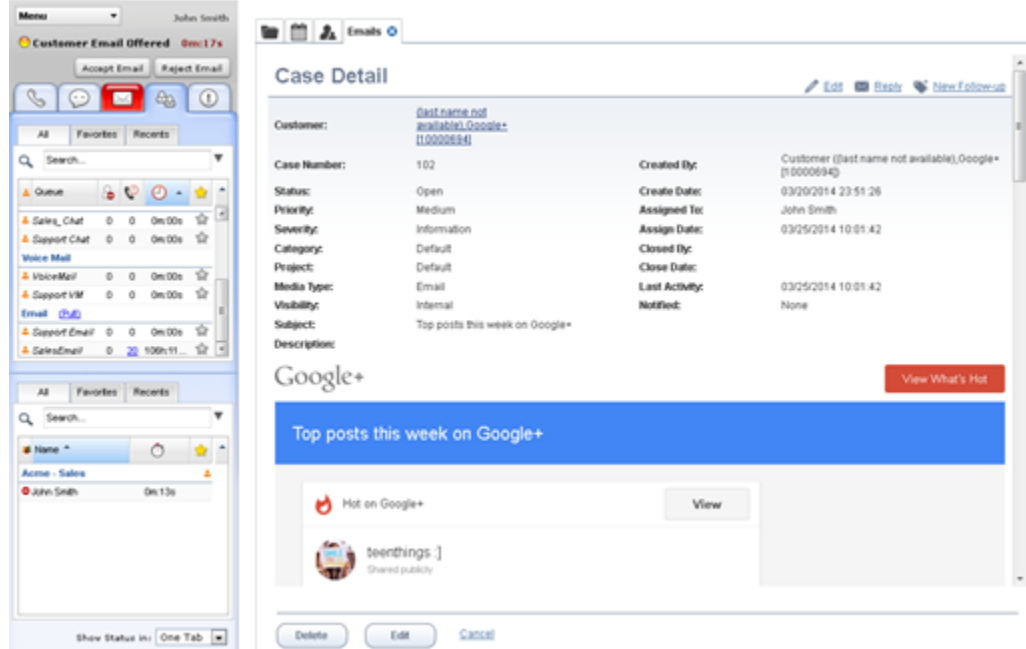 Menu
John Smith
Customer Email Offered 0m:17s
Accept Email Reject Email
All Favorites Recents
Search...
Queue
Sales_Chat 0 0 0m:00s
Support Chat 0 0 0m:00s
Voice Mail
VoiceMail 0 0 0m:00s
Support VM 0 0 0m:00s
Email (Pull)
Support Email 0 0 0m:00s
SalesEmail 0 20 106h:11...
All Favorites Recents
Search...
Name
Acme - Sales
John Smith 0m:13s
Show Status in: One Tab
Emails
Case Detail
Edit Reply New Follow-up
Customer: (last name not available),Google+ [10000694]
Case Number: 102 Created By: Customer ((last name not available),Google+ [10000694])
Status: Open Create Date: 03/20/2014 23:51:26
Priority: Medium Assigned To: John Smith
Severity: Information Assign Date: 03/25/2014 10:01:42
Category: Default Closed By:
Project: Default Close Date:
Media Type: Email Last Activity: 03/25/2014 10:01:42
Visibility: Internal Notified: None
Subject: Top posts this week on Google+
Description:
Google+ View What's Hot
Top posts this week on Google+
Hot on Google+ View
teenthings :]
Shared publicly
Delete Edit Cancel